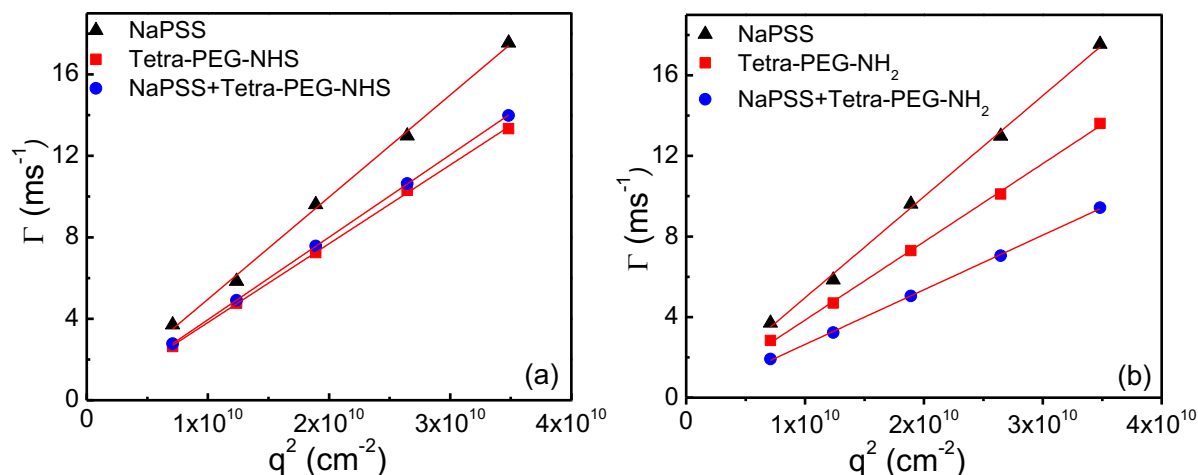 NaPSS
Tetra-PEG-NHS
NaPSS+Tetra-PEG-NHS
Γ (ms⁻¹)
16
12
8
4
0
(a)
0 1x10¹⁰ 2x10¹⁰ 3x10¹⁰ 4x10¹⁰
q² (cm⁻²)
NaPSS
Tetra-PEG-NH₂
NaPSS+Tetra-PEG-NH₂
Γ (ms⁻¹)
16
12
8
4
0
(b)
0 1x10¹⁰ 2x10¹⁰ 3x10¹⁰ 4x10¹⁰
q² (cm⁻²)